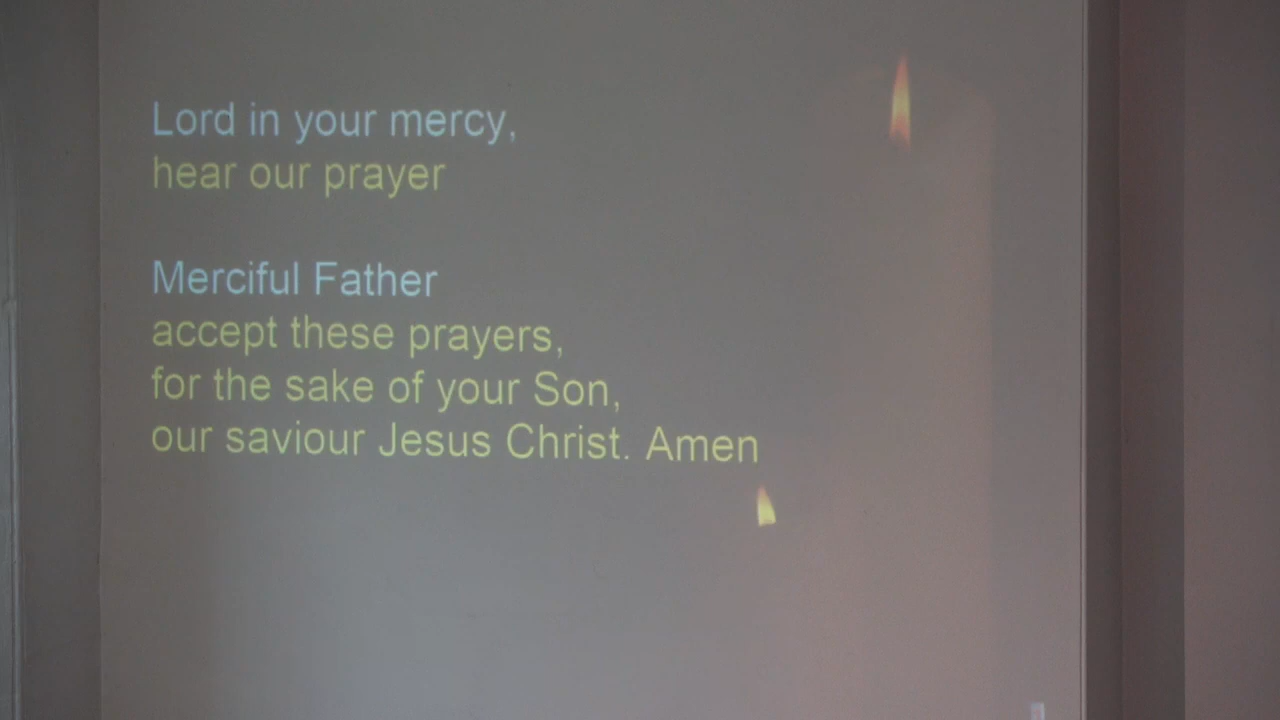 Lord in your mercy,
hear our prayer
Merciful Father
accept these prayers,
for the sake of your Son,
our saviour Jesus Christ. Amen